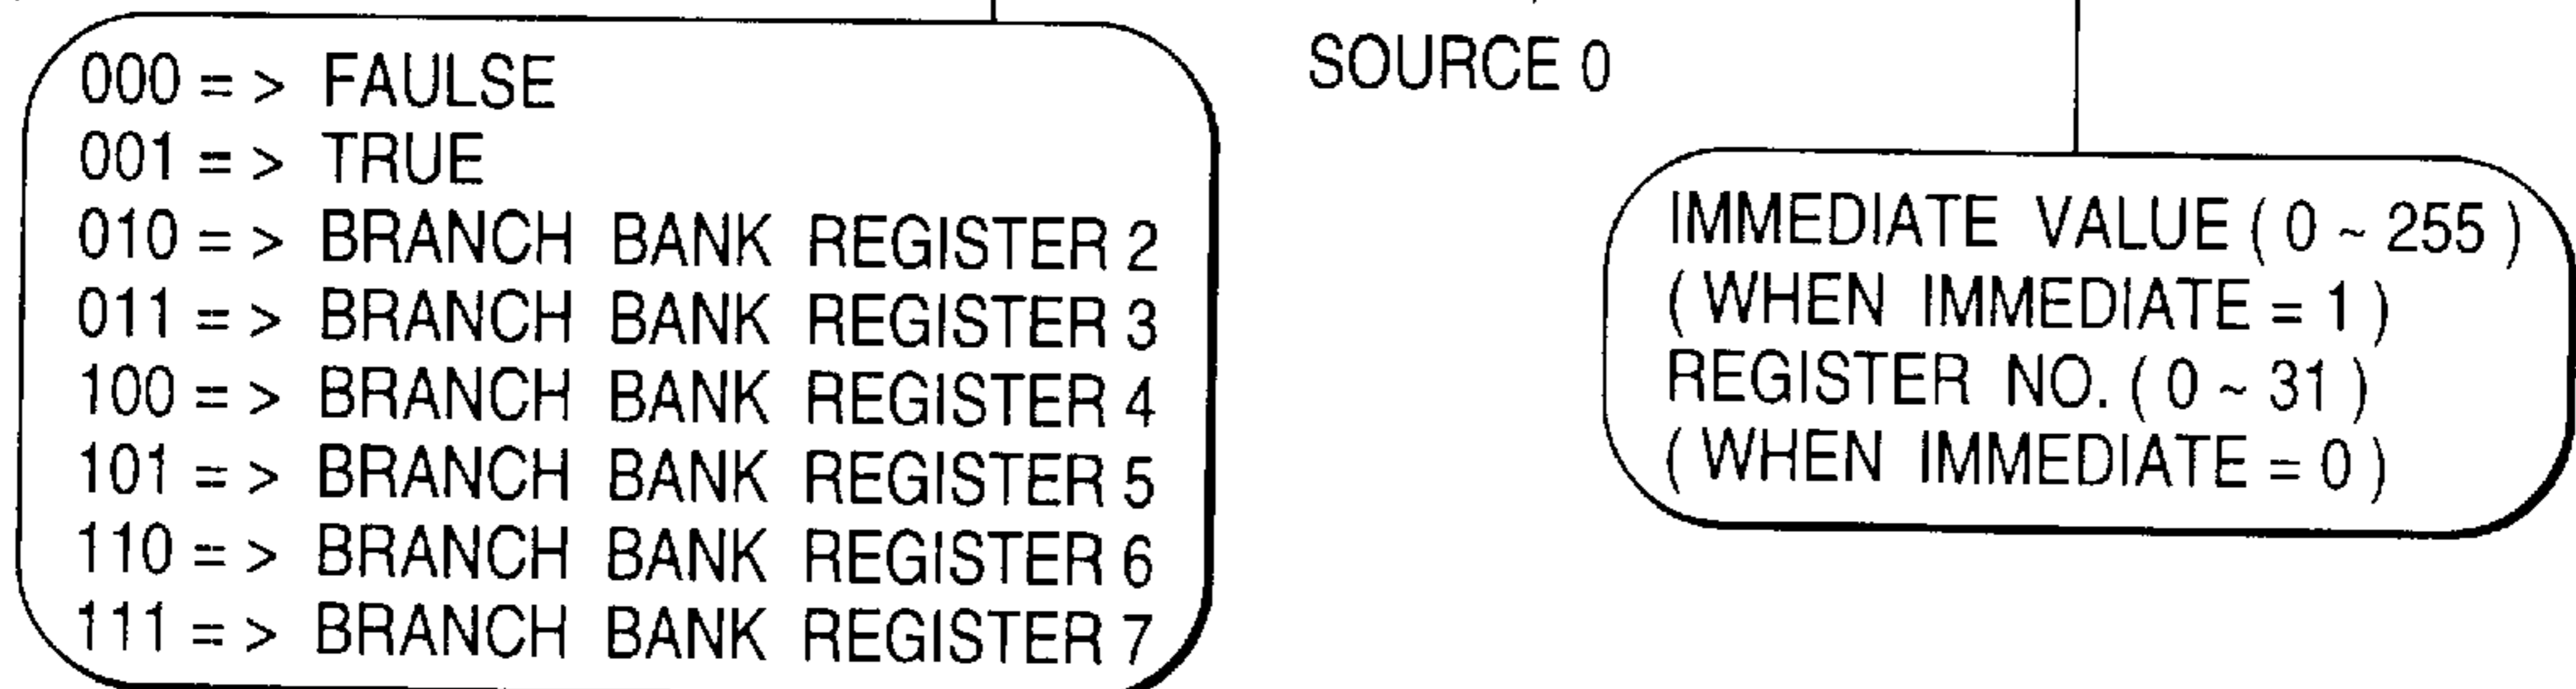 000 = > FAULSE
001 = > TRUE
010 = > BRANCH BANK REGISTER 2
011 = > BRANCH BANK REGISTER 3
100 = > BRANCH BANK REGISTER 4
101 = > BRANCH BANK REGISTER 5
110 = > BRANCH BANK REGISTER 6
111 = > BRANCH BANK REGISTER 7
SOURCE 0
IMMEDIATE VALUE ( 0 ~ 255 )
( WHEN IMMEDIATE = 1 )
REGISTER NO. ( 0 ~ 31 )
( WHEN IMMEDIATE = 0 )